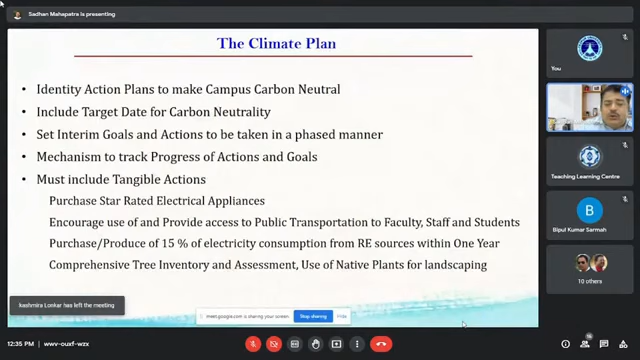 Sadhan Mahapatra is presenting
The Climate Plan
• Identity Action Plans to make Campus Carbon Neutral
• Include Target Date for Carbon Neutrality
• Set Interim Goals and Actions to be taken in a phased manner
• Mechanism to track Progress of Actions and Goals
• Must include Tangible Actions
Purchase Star Rated Electrical Appliances
Encourage use of and Provide access to Public Transportation to Faculty, Staff and Students
Purchase/Produce of 15 % of electricity consumption from RE sources within One Year
Comprehensive Tree Inventory and Assessment, Use of Native Plants for landscaping
kashmira Lonkar has left the meeting
meet.google.com is sharing your screen.
Stop sharing
Hide
You
Teaching Learning Centre
B
Bipul Kumar Sarmah
10 others
12:35 PM | wwv-ouxf-wzx